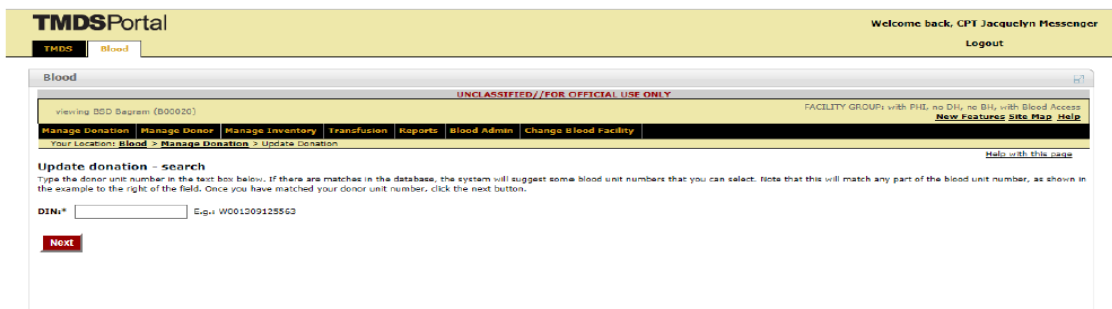 TMDSPortal
Welcome back, CPT Jacquelyn Messenger
Logout
TMDS Blood
Blood
UNCLASSIFIED//FOR OFFICIAL USE ONLY
viewing BSD Bagram (B00020)
FACILITY GROUP: with PHI, no DH, no BH, with Blood Access
New Features Site Map Help
Manage Donation Manage Donor Manage Inventory Transfusion Reports Blood Admin Change Blood Facility
Your Location: Blood > Manage Donation > Update Donation
Help with this page
Update donation - search
Type the donor unit number in the text box below. If there are matches in the database, the system will suggest some blood unit numbers that you can select. Note that this will match any part of the blood unit number, as shown in
the example to the right of the field. Once you have matched your donor unit number, click the next button.
DIN:* E.g.: W001309125563
Next